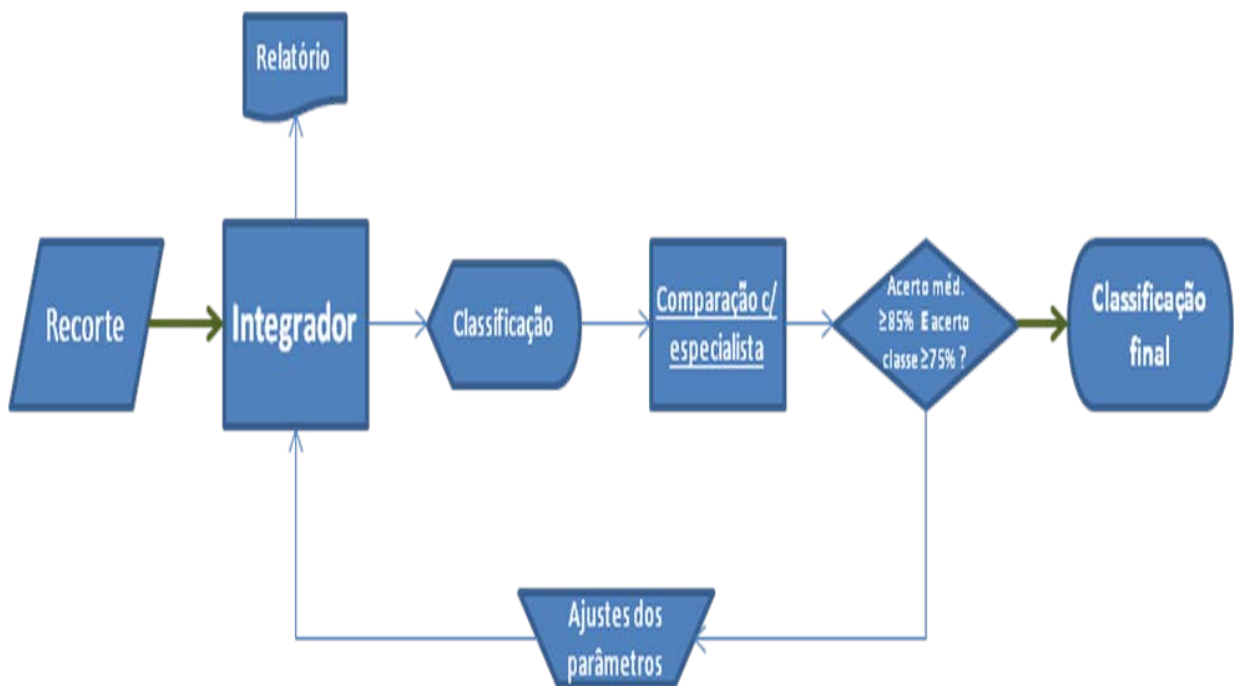 Relatório
Recorte
Integrador
Classificação
Comparação c/
especialista
Acerto méd.
≥85% E acerto
classe ≥75% ?
Classificação
final
Ajustes dos
parâmetros